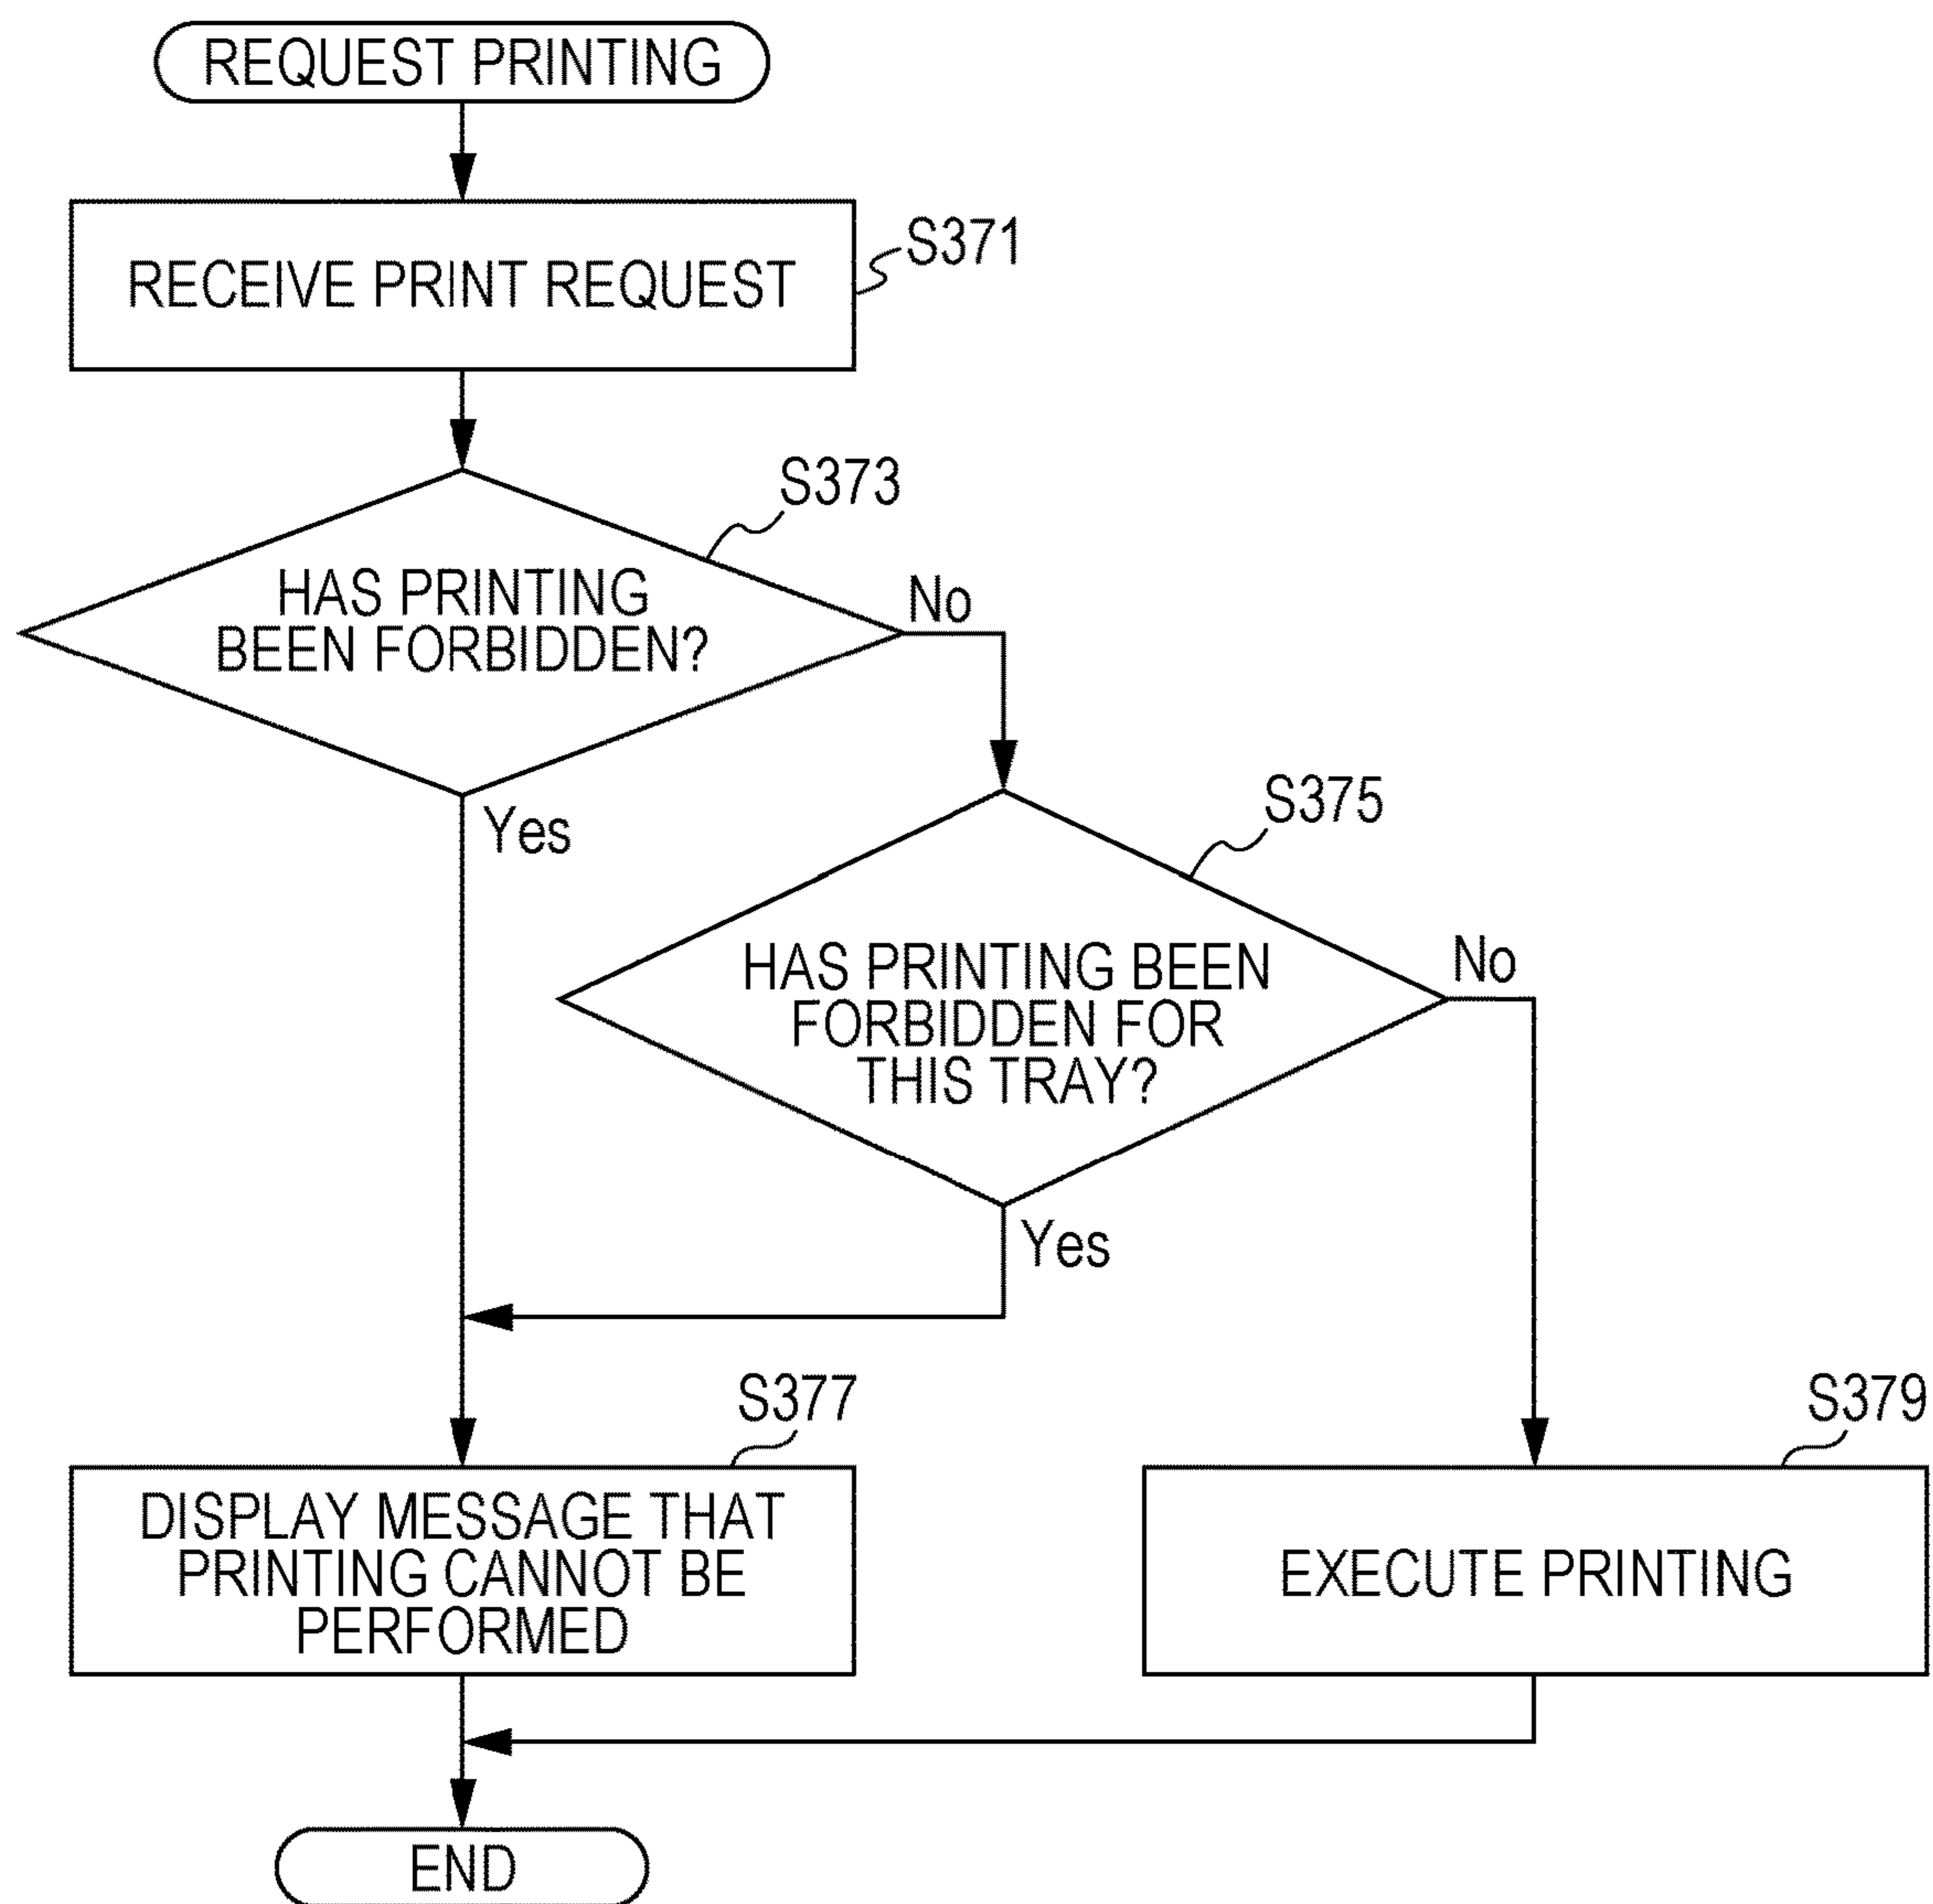 REQUEST PRINTING
RECEIVE PRINT REQUEST
S371
HAS PRINTING
BEEN FORBIDDEN?
S373
No
Yes
HAS PRINTING BEEN
FORBIDDEN FOR
THIS TRAY?
S375
No
Yes
DISPLAY MESSAGE THAT
PRINTING CANNOT BE
PERFORMED
S377
EXECUTE PRINTING
S379
END